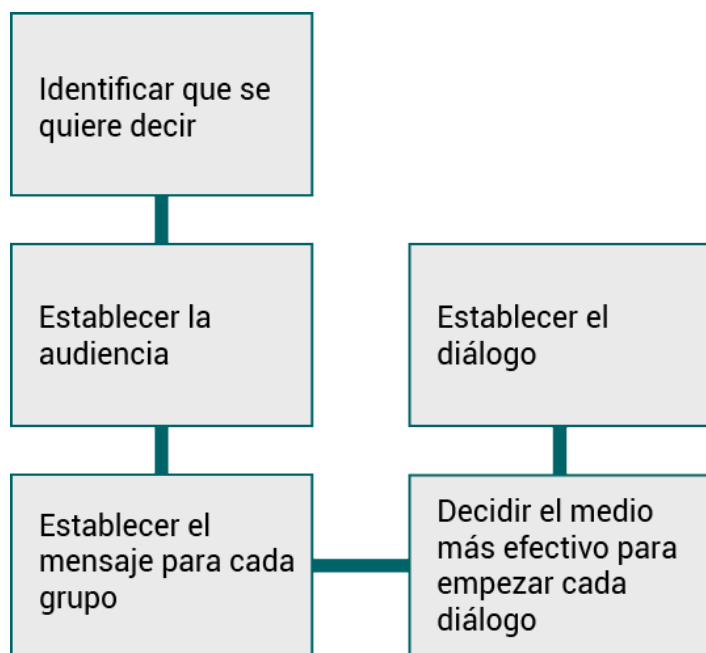 Identificar que se
quiere decir
Establecer la
audiencia
Establecer el
mensaje para cada
grupo
Decidir el medio
más efectivo para
empezar cada
diálogo
Establecer el
diálogo